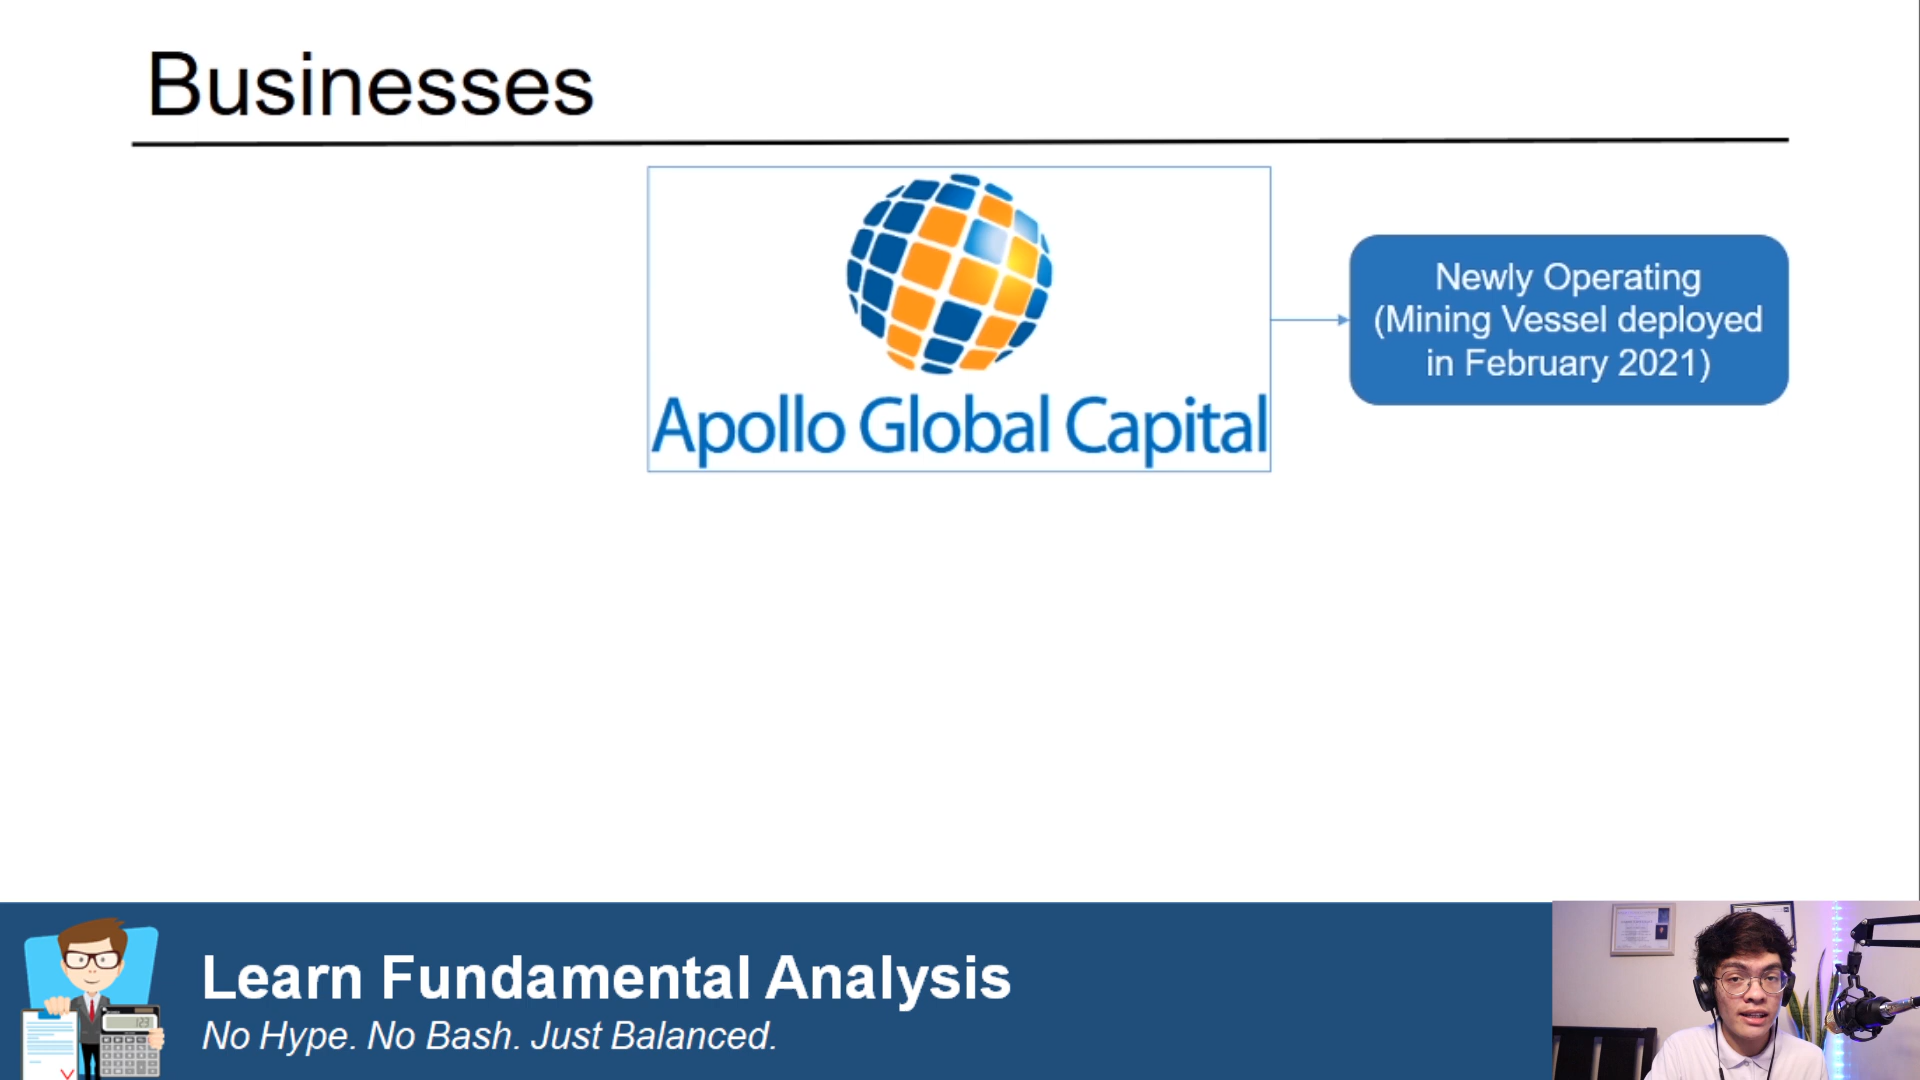 Businesses
Apollo Global Capital
Newly Operating
(Mining Vessel deployed
in February 2021)
Learn Fundamental Analysis
No Hype. No Bash. Just Balanced.
123